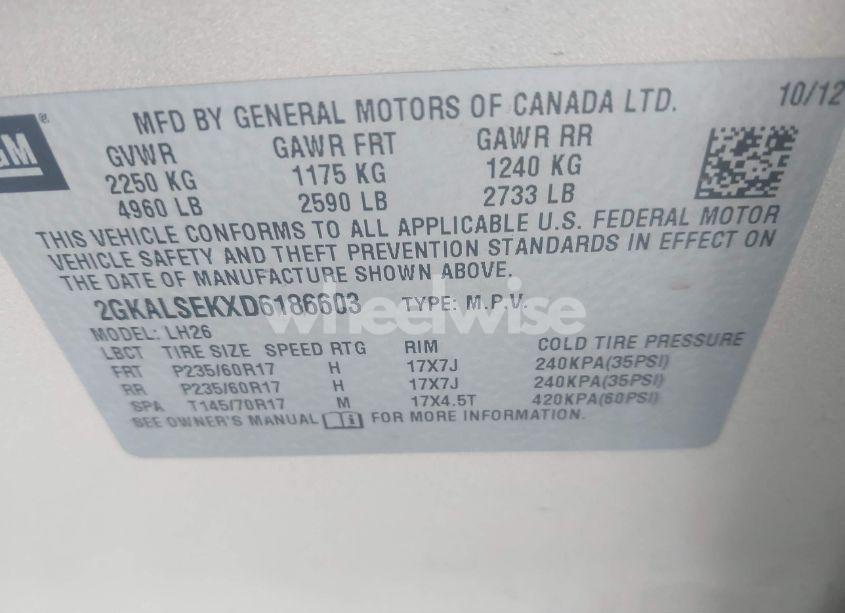 GM®
MFD BY GENERAL MOTORS OF CANADA LTD. 10/12
GVWR GAWR FRT GAWR RR
2250 KG 1175 KG 1240 KG
4960 LB 2590 LB 2733 LB
THIS VEHICLE CONFORMS TO ALL APPLICABLE U.S. FEDERAL MOTOR
VEHICLE SAFETY AND THEFT PREVENTION STANDARDS IN EFFECT ON
THE DATE OF MANUFACTURE SHOWN ABOVE.
2GKALSEKXD6186603 TYPE: M.P.V.
wheelwise
MODEL: LH26
LBCT TIRE SIZE SPEED RTG RIM COLD TIRE PRESSURE
FRT P235/60R17 H 17X7J 240KPA(35PSI)
RR P235/60R17 H 17X7J 240KPA(35PSI)
SPA T145/70R17 M 17X4.5T 420KPA(60PSI)
SEE OWNER'S MANUAL FOR MORE INFORMATION.